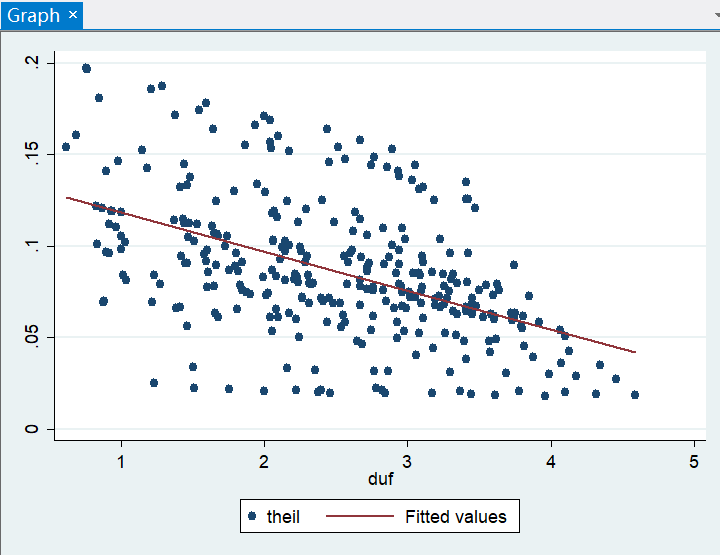 Graph ×
.2
.15
.1
.05
0
1 2 3 4 5
duf
theil Fitted values